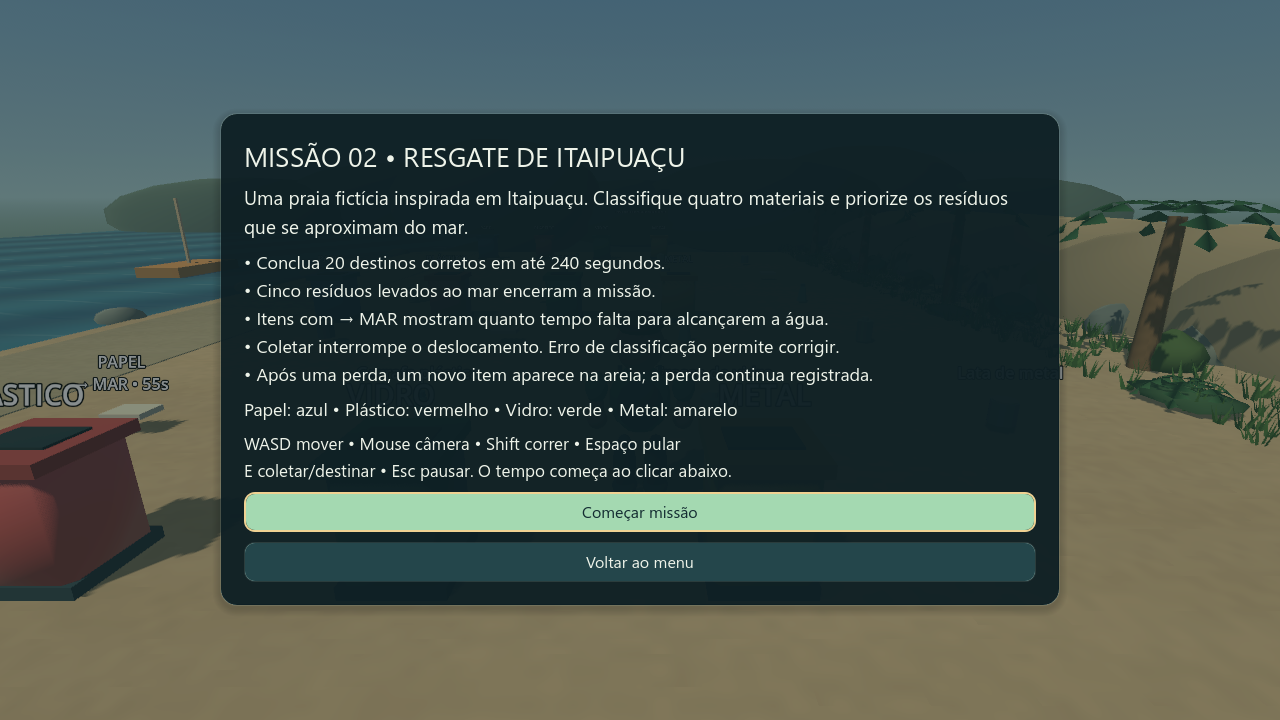 MISSÃO 02 • RESGATE DE ITAIPUAÇU
Uma praia fictícia inspirada em Itaipuaçu. Classifique quatro materiais e priorize os resíduos
que se aproximam do mar.
• Conclua 20 destinos corretos em até 240 segundos.
• Cinco resíduos levados ao mar encerram a missão.
• Itens com → MAR mostram quanto tempo falta para alcançarem a água.
• Coletar interrompe o deslocamento. Erro de classificação permite corrigir.
• Após uma perda, um novo item aparece na areia; a perda continua registrada.
Papel: azul • Plástico: vermelho • Vidro: verde • Metal: amarelo
WASD mover • Mouse câmera • Shift correr • Espaço pular
E coletar/destinar • Esc pausar. O tempo começa ao clicar abaixo.
Começar missão
Voltar ao menu
PAPEL
→ MAR • 55s
ÁSTICO
VIDRO
METAL